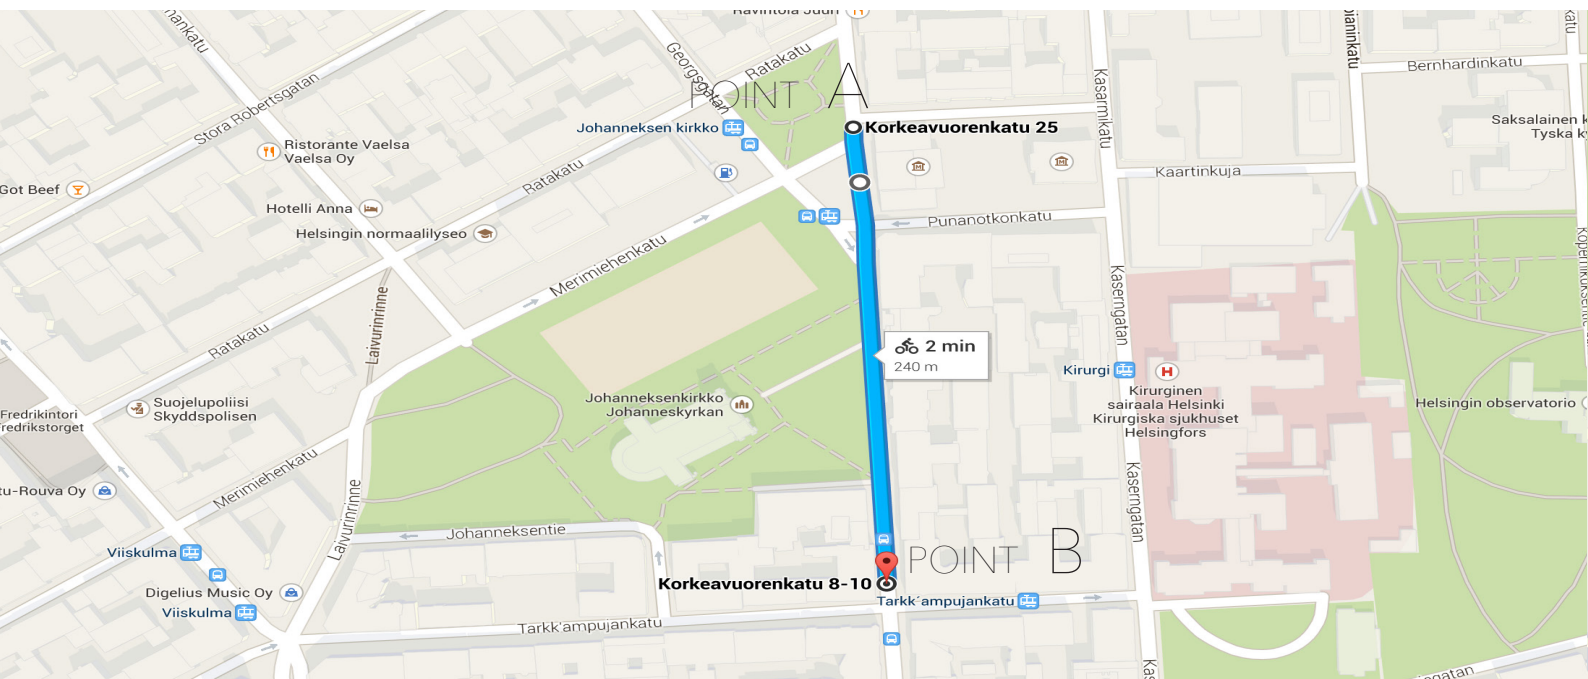 Ravintola Juuri
Ratakatu
Georgsgatan
POINT A
Kasarmikatu
Bernhardinkatu
Stora Robertsgatan
Johanneksen kirkko
Korkeavuorenkatu 25
Saksalainen
Tyska
Ristorante Vaelsa
Vaelsa Oy
Ratakatu
Kaartinkuja
Got Beef
Hotelli Anna
Punanotkonkatu
Helsingin normaalilyseo
Merimiehenkatu
Laivurinrinne
Kaserngatan
Ratakatu
2 min
240 m
Kirurgi
Kirurginen
sairaala Helsinki
Kirurgiska sjukhuset
Helsingfors
Johanneksenkirkko
Johanneskyrkan
Suojelupoliisi
Skyddspolisen
Fredrikintori
redrikstorget
Helsingin observatorio
Merimiehenkatu
tu-Rouva Oy
Laivurinrinne
Kaserngatan
Johanneksentie
Viiskulma
POINT B
Korkeavuorenkatu 8-10
Digelius Music Oy
Tarkk´ampujankatu
Viiskulma
Tarkk'ampujankatu